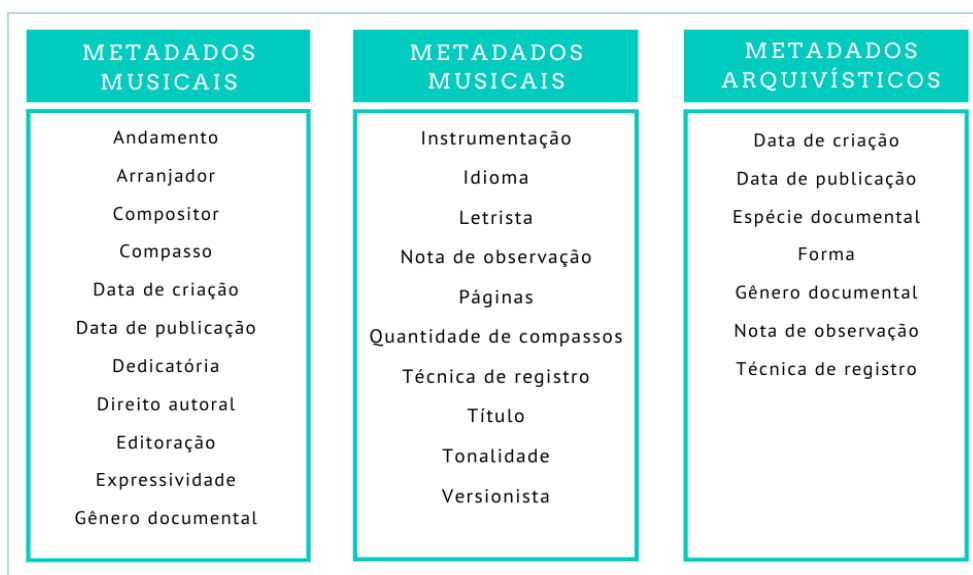 METADADOS
MUSICAIS
Andamento
Arranjador
Compositor
Compasso
Data de criação
Data de publicação
Dedicatória
Direito autoral
Editoração
Expressividade
Gênero documental
METADADOS
MUSICAIS
Instrumentação
Idioma
Letrista
Nota de observação
Páginas
Quantidade de compassos
Técnica de registro
Título
Tonalidade
Versionista
METADADOS
ARQUIVÍSTICOS
Data de criação
Data de publicação
Espécie documental
Forma
Gênero documental
Nota de observação
Técnica de registro